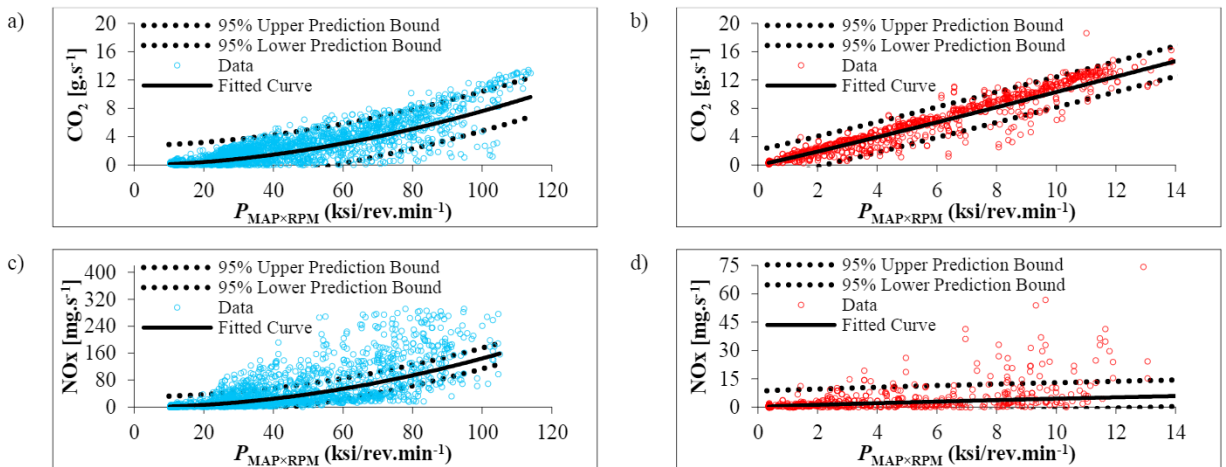 a)
CO₂ [g.s⁻¹]
20
16
12
8
4
0
95% Upper Prediction Bound
95% Lower Prediction Bound
Data
Fitted Curve
0 20 40 60 80 100 120
P_MAP×RPM (ksi/rev.min⁻¹)
b)
CO₂ [g.s⁻¹]
20
16
12
8
4
0
95% Upper Prediction Bound
95% Lower Prediction Bound
Data
Fitted Curve
0 2 4 6 8 10 12 14
P_MAP×RPM (ksi/rev.min⁻¹)
c)
NOx [mg.s⁻¹]
400
320
240
160
80
0
95% Upper Prediction Bound
95% Lower Prediction Bound
Data
Fitted Curve
0 20 40 60 80 100 120
P_MAP×RPM (ksi/rev.min⁻¹)
d)
NOx [mg.s⁻¹]
75
60
45
30
15
0
95% Upper Prediction Bound
95% Lower Prediction Bound
Data
Fitted Curve
0 2 4 6 8 10 12 14
P_MAP×RPM (ksi/rev.min⁻¹)